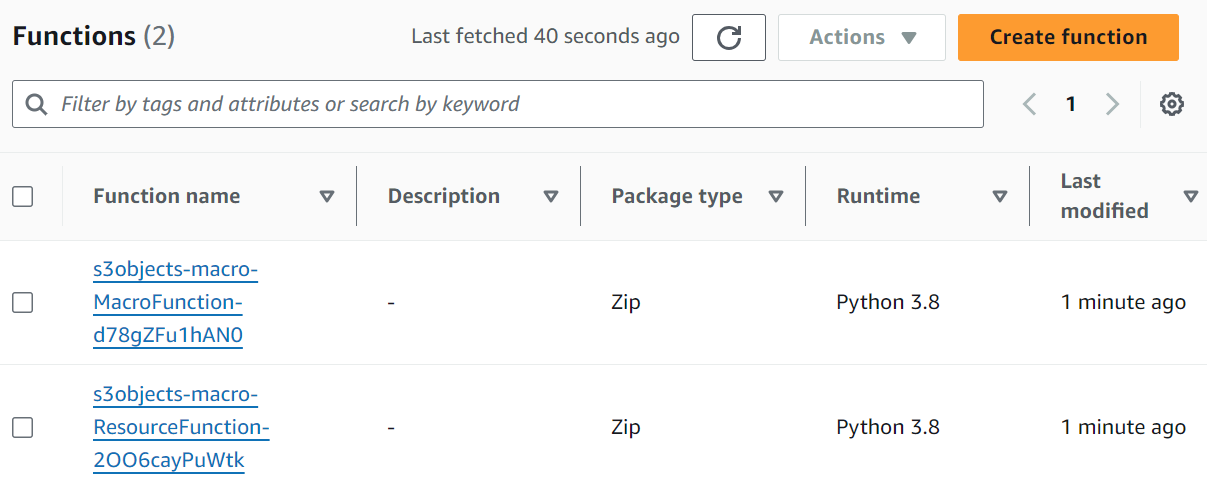 Functions (2)
Last fetched 40 seconds ago
Actions
Create function
Filter by tags and attributes or search by keyword
1
Function name
Description
Package type
Runtime
Last
modified
s3objects-macro-
MacroFunction-
d78gZFu1hAN0
-
Zip
Python 3.8
1 minute ago
s3objects-macro-
ResourceFunction-
2OO6cayPuWtk
-
Zip
Python 3.8
1 minute ago